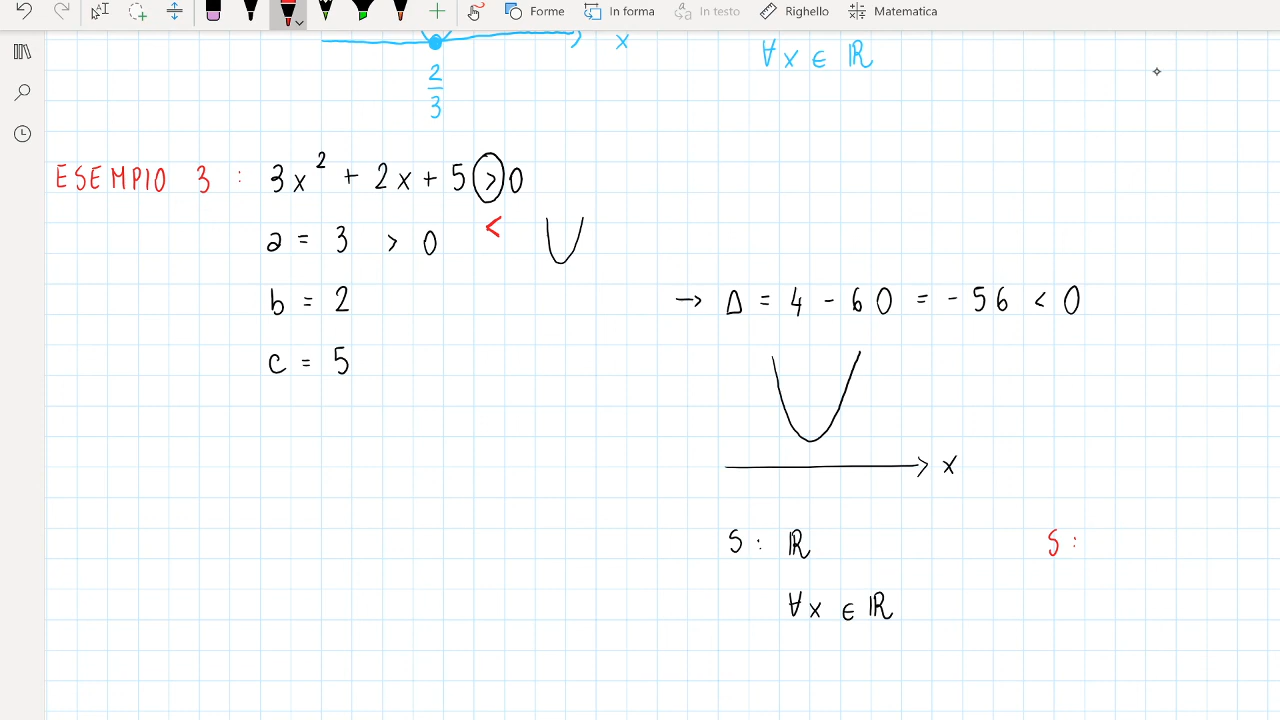 Forme In forma In testo Righello Matematica
x
2
3
∀x ∈ ℝ
ESEMPIO 3 : 3x² + 2x + 5 > 0
<
a = 3 > 0
b = 2
→ Δ = 4 - 60 = -56 < 0
c = 5
x
S : ℝ
S :
∀x ∈ ℝ